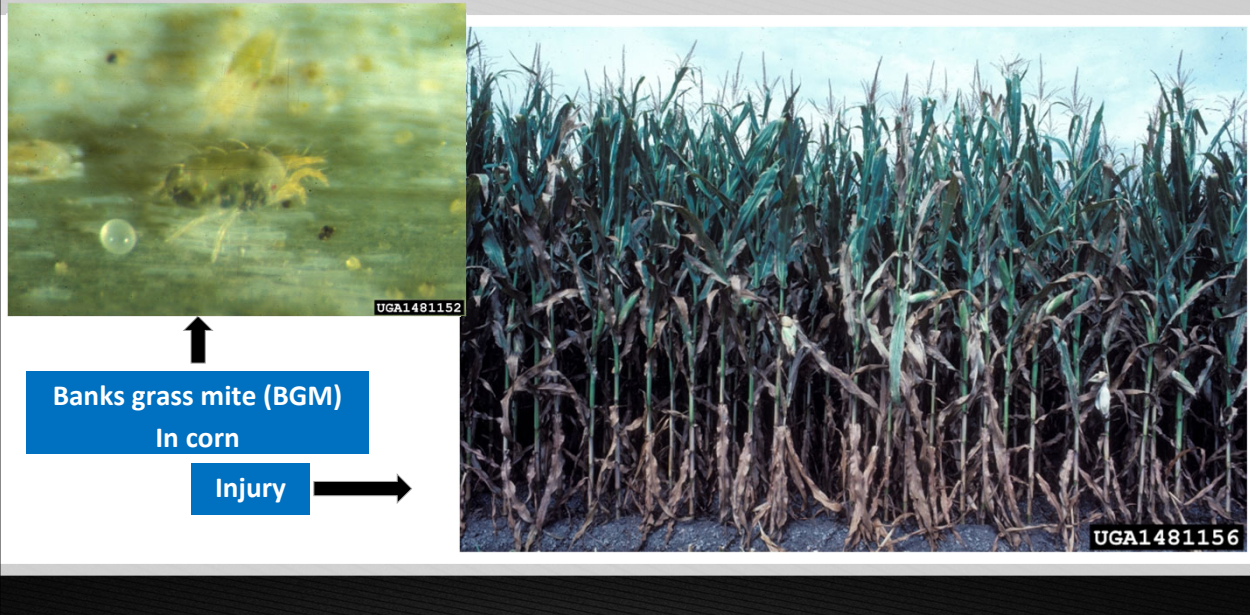 UGA1481152
Banks grass mite (BGM)
In corn
Injury
UGA1481156